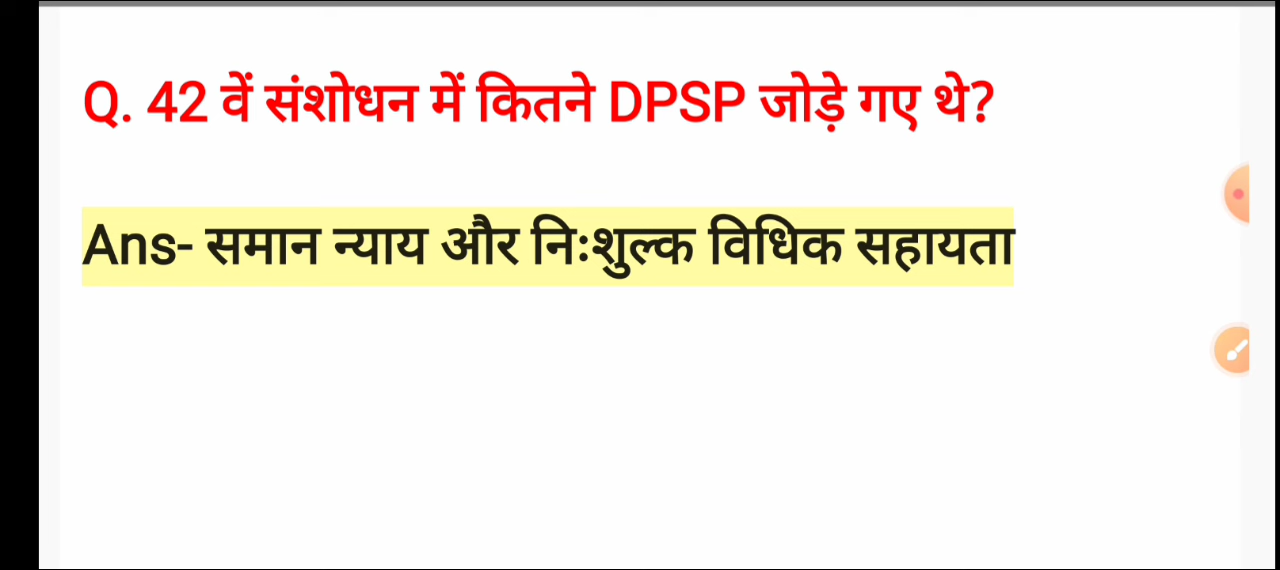 Q. 42 वें संशोधन में कितने DPSP जोड़े गए थे?
Ans- समान न्याय और निःशुल्क विधिक सहायता